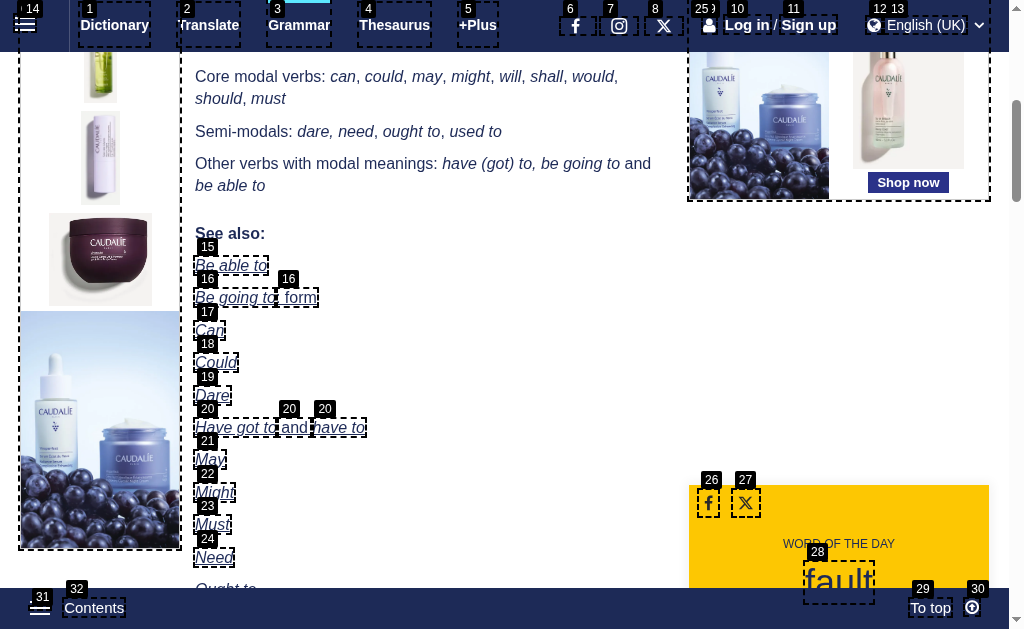 14 1 2 3 4 5 6 7 8 25 9 10 11 12 13
Dictionary Translate Grammar Thesaurus +Plus Log in / Sign up English (UK)
Core modal verbs: can, could, may, might, will, shall, would,
should, must
Semi-modals: dare, need, ought to, used to
Other verbs with modal meanings: have (got) to, be going to and
be able to
Shop now
CAUDALÍE
See also:
15
Be able to
16 16
Be going to form
17
Can
18
Could
19
Dare
20 20 20
Have got to and have to
21
May
22
Might
23
Must
24
Need
Ought to
CAUDALÍE
CAUDALÍE
26 27
WORD OF THE DAY
28
fault
31 32 29 30
Contents To top